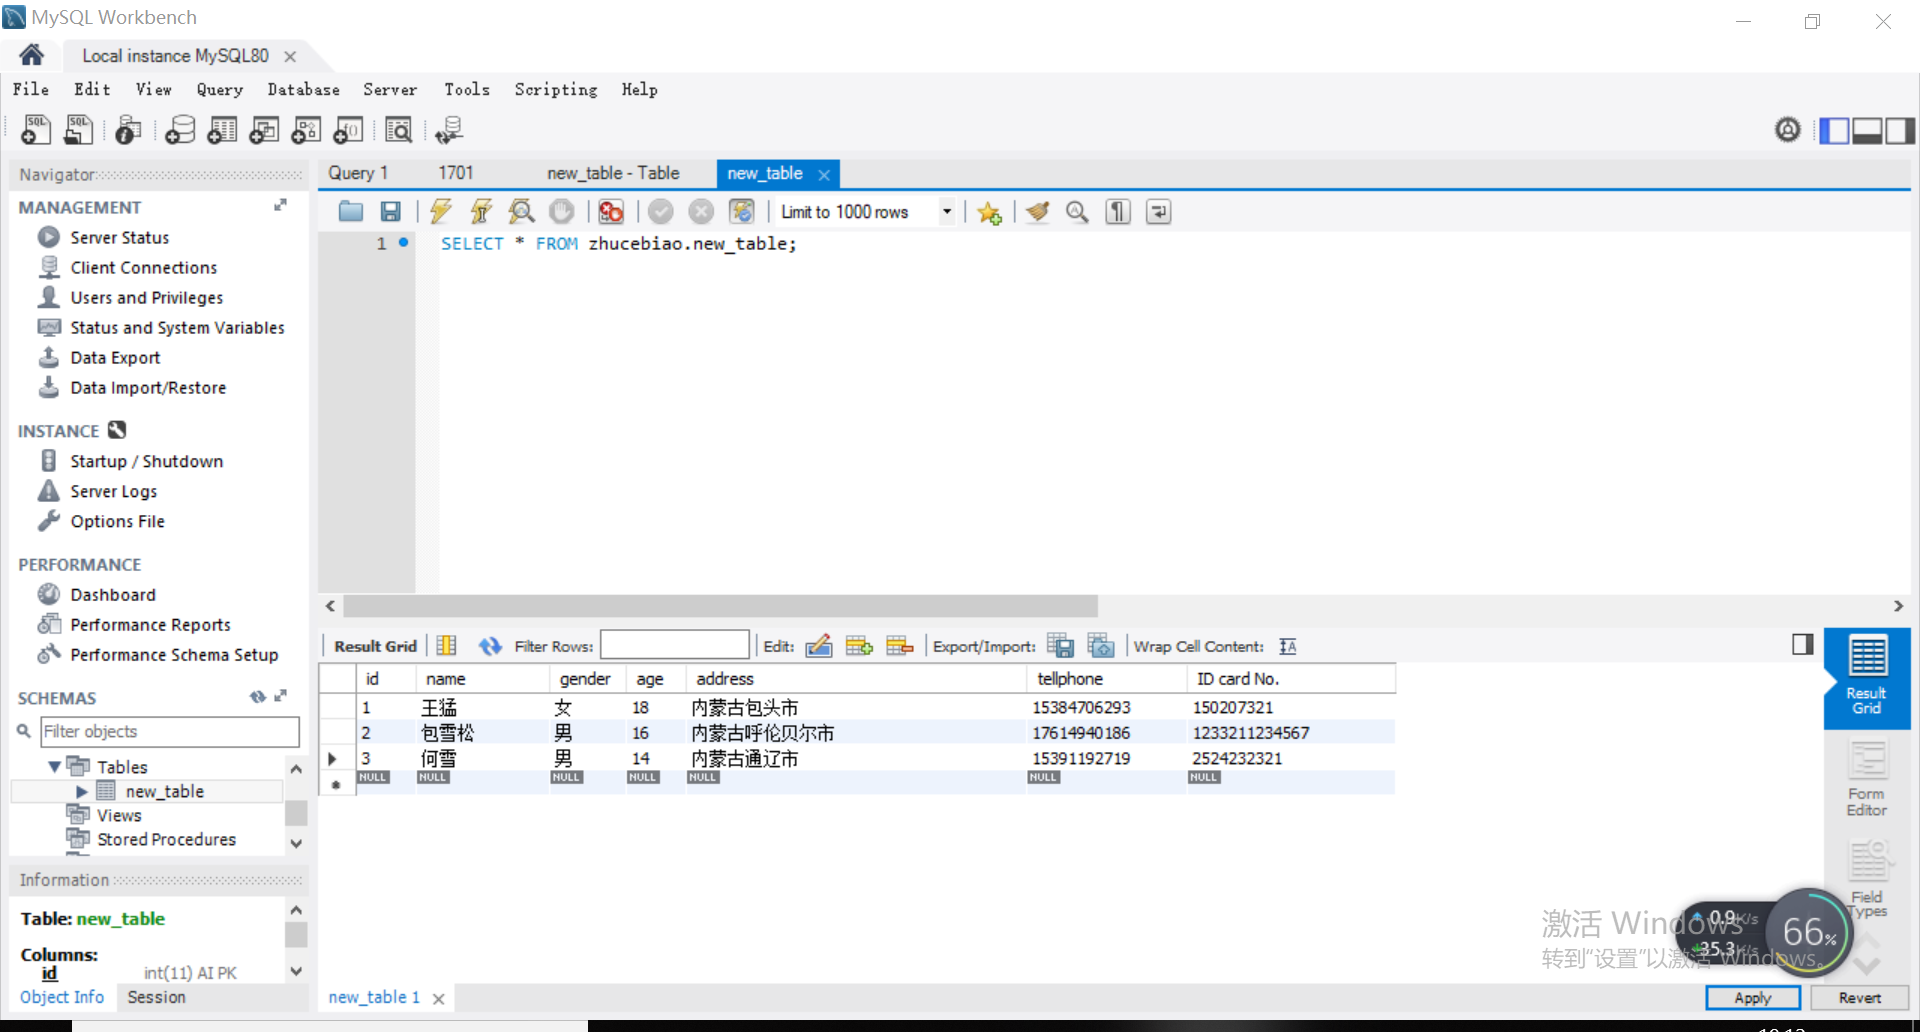 MySQL Workbench
Local instance MySQL80
File Edit View Query Database Server Tools Scripting Help
Navigator
MANAGEMENT
Server Status
Client Connections
Users and Privileges
Status and System Variables
Data Export
Data Import/Restore
INSTANCE
Startup / Shutdown
Server Logs
Options File
PERFORMANCE
Dashboard
Performance Reports
Performance Schema Setup
SCHEMAS
Filter objects
Tables
new_table
Views
Stored Procedures
Information
Table: new_table
Columns:
id int(11) AI PK
Object Info Session
Query 1 1701 new_table - Table new_table
Limit to 1000 rows
1 SELECT * FROM zhucebiao.new_table;
Result Grid Filter Rows: Edit: Export/Import: Wrap Cell Content:
id name gender age address tellphone ID card No.
1 王猛 女 18 内蒙古包头市 15384706293 150207321
2 包雪松 男 16 内蒙古呼伦贝尔市 17614940186 1233211234567
3 何雪 男 14 内蒙古通辽市 15391192719 2524232321
NULL NULL NULL NULL NULL NULL NULL
Result
Grid
Form
Editor
Field
Types
激活 Windows
转到“设置”以激活 Windows。
0.9K/s
35.3K/s
66%
new_table 1
Apply Revert